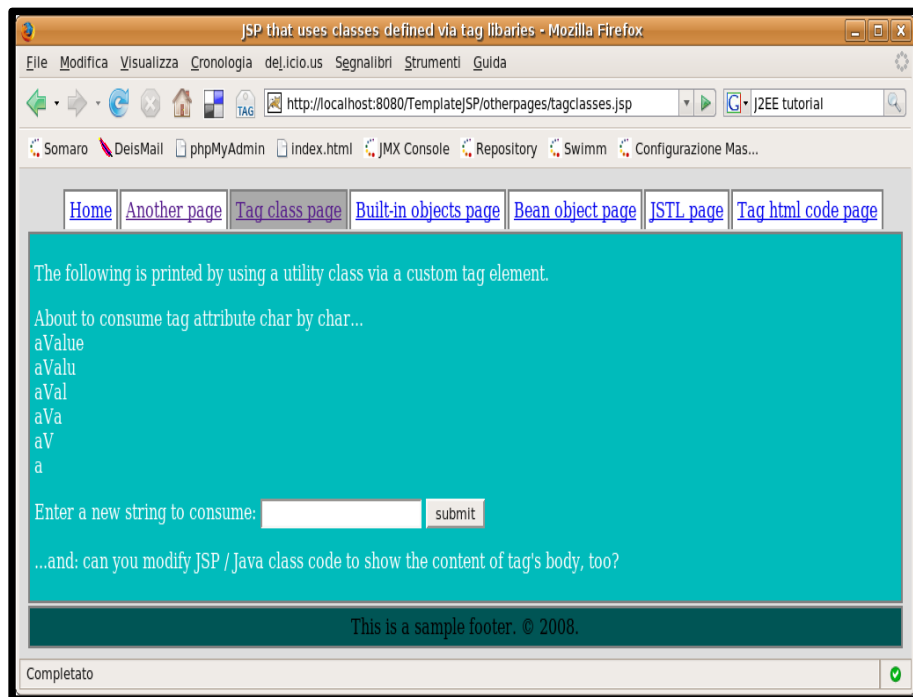 JSP that uses classes defined via tag libaries - Mozilla Firefox
File Modifica Visualizza Cronologia del.icio.us Segnalibri Strumenti Guida
TAG http://localhost:8080/TemplateJSP/otherpages/tagclasses.jsp G J2EE tutorial
Somaro DeisMail phpMyAdmin index.html JMX Console Repository Swimm Configurazione Mas...
Home Another page Tag class page Built-in objects page Bean object page JSTL page Tag html code page
The following is printed by using a utility class via a custom tag element.
About to consume tag attribute char by char...
aValue
aValu
aVal
aVa
aV
a
Enter a new string to consume: submit
...and: can you modify JSP / Java class code to show the content of tag's body, too?
This is a sample footer. © 2008.
Completato